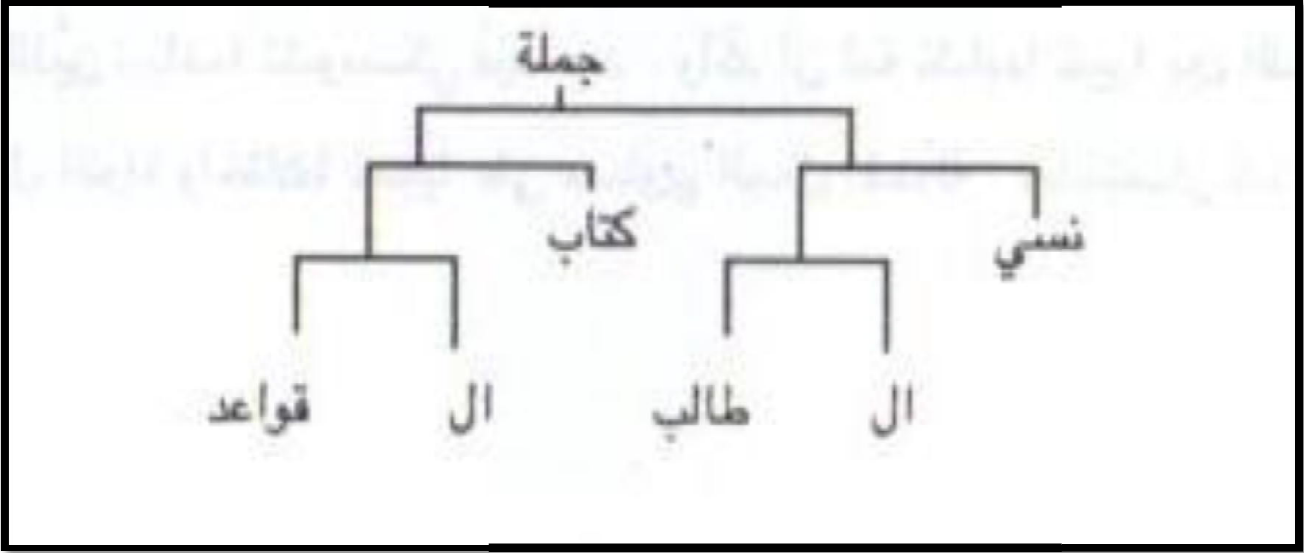 جملة
نسي
كتاب
ال
طالب
ال
قواعد